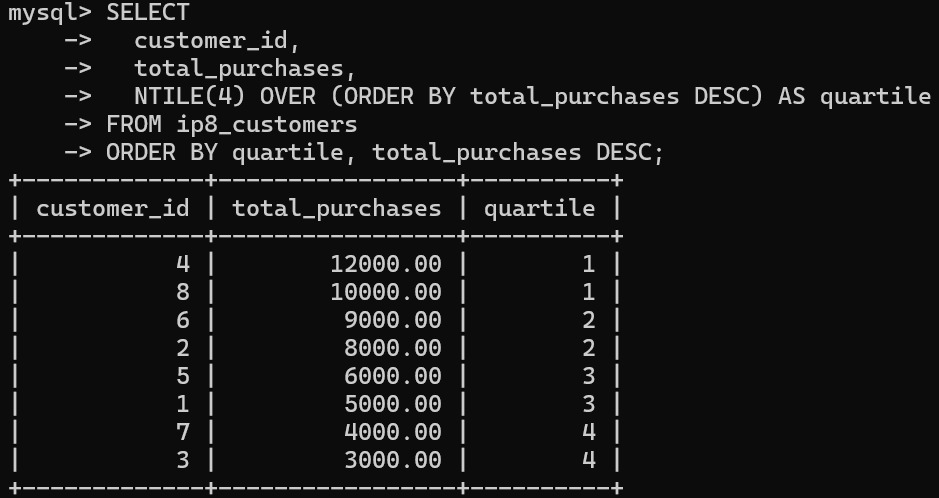 mysql> SELECT
    ->   customer_id,
    ->   total_purchases,
    ->   NTILE(4) OVER (ORDER BY total_purchases DESC) AS quartile
    -> FROM ip8_customers
    -> ORDER BY quartile, total_purchases DESC;
+-------------+-----------------+----------+
| customer_id | total_purchases | quartile |
+-------------+-----------------+----------+
|           4 |        12000.00 |        1 |
|           8 |        10000.00 |        1 |
|           6 |         9000.00 |        2 |
|           2 |         8000.00 |        2 |
|           5 |         6000.00 |        3 |
|           1 |         5000.00 |        3 |
|           7 |         4000.00 |        4 |
|           3 |         3000.00 |        4 |
+-------------+-----------------+----------+